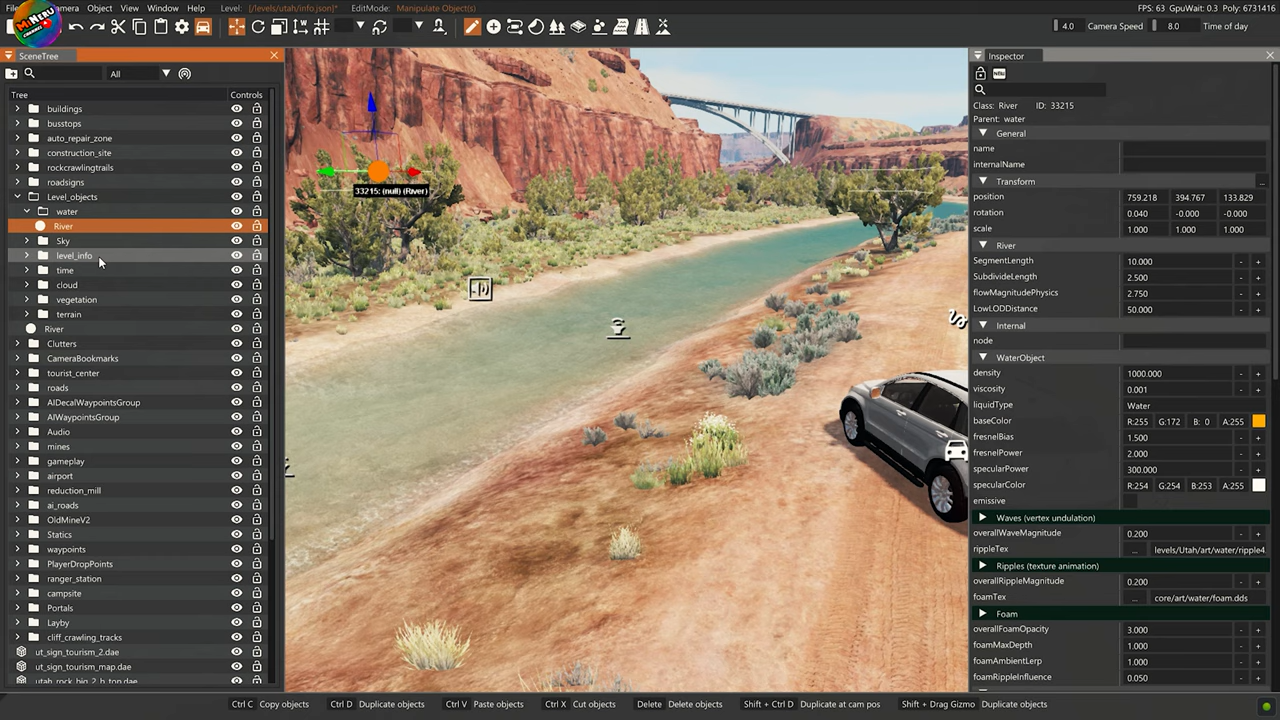 File
Camera Edit View Window Help Level: [/levels/utah/info.json] EditMode: Manipulate Object(s)
FPS: 63 GpuWait: 0.3 Poly: 6731416
MiNeRu
CHANNEL
4.0 Camera Speed 8.0 Time of day
SceneTree
All
Tree Controls
buildings
busstops
auto_repair_zone
construction_site
rockcrawlingtrails
roadsigns
Level_objects
water
River
Sky
level_info
time
cloud
vegetation
terrain
River
Clutters
CameraBookmarks
tourist_center
roads
AIDecalWaypointsGroup
AIWaypointsGroup
Audio
mines
gameplay
airport
reduction_mill
ai_roads
OldMineV2
Statics
waypoints
PlayerDropPoints
ranger_station
campsite
Portals
Layby
cliff_crawling_tracks
ut_sign_tourism_2.dae
ut_sign_tourism_map.dae
utah_rock_big_2_h_top.dae
33215: (null) (River)
Inspector
Class: River ID: 33215
Parent: water
General
name
internalName
Transform ...
position 759.218 394.767 133.829
rotation 0.040 -0.000 -0.000
scale 1.000 1.000 1.000
River
SegmentLength 10.000 - +
SubdivideLength 2.500 - +
flowMagnitudePhysics 2.750 - +
LowLODDistance 50.000 - +
Internal
node
WaterObject
density 1000.000 - +
viscosity 0.001 - +
liquidType Water
baseColor R:255 G:172 B: 0 A:255
fresnelBias 1.500 - +
fresnelPower 2.000 - +
specularPower 300.000 - +
specularColor R:254 G:254 B:253 A:255
emissive
Waves (vertex undulation)
overallWaveMagnitude 0.200 - +
rippleTex ... levels/Utah/art/water/ripple4
Ripples (texture animation)
overallRippleMagnitude 0.200 - +
foamTex ... core/art/water/foam.dds
Foam
overallFoamOpacity 3.000 - +
foamMaxDepth 1.000 - +
foamAmbientLerp 1.000 - +
foamRippleInfluence 0.050 - +
Ctrl C Copy objects Ctrl D Duplicate objects Ctrl V Paste objects Ctrl X Cut objects Delete Delete objects Shift + Ctrl D Duplicate at cam pos Shift + Drag Gizmo Duplicate objects